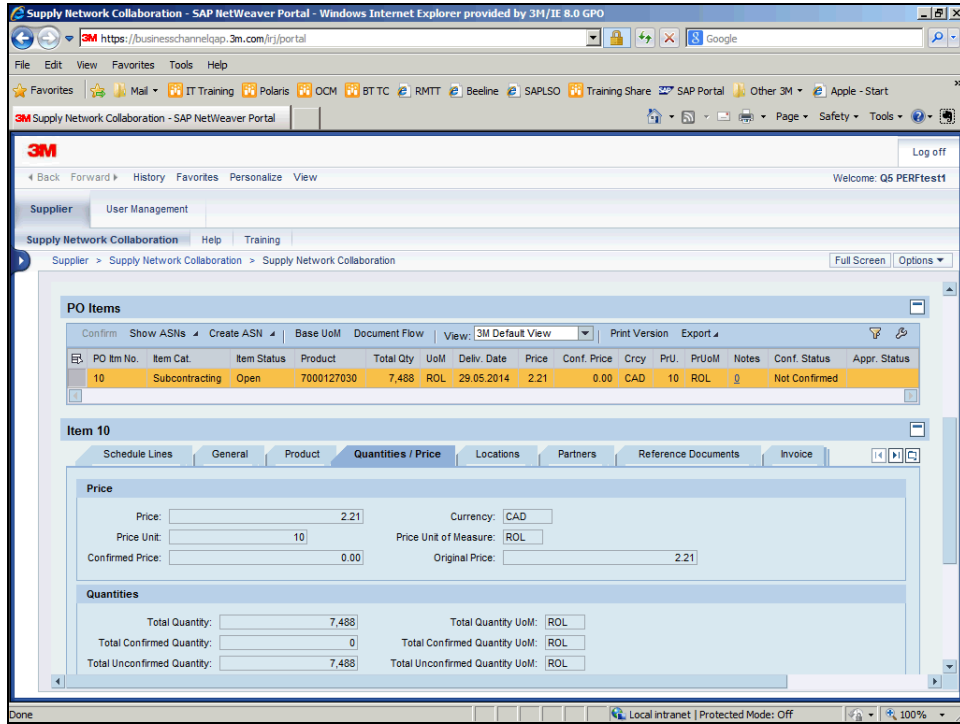 Supply Network Collaboration - SAP NetWeaver Portal - Windows Internet Explorer provided by 3M/IE 8.0 GPO
3M https://businesschannelqap.3m.com/irj/portal
Google
File Edit View Favorites Tools Help
Favorites Mail IT Training Polaris OCM BT TC RMTT Beeline SAPLSO Training Share SAP Portal Other 3M Apple - Start »
3M Supply Network Collaboration - SAP NetWeaver Portal
Page Safety Tools
3M Log off
Back Forward History Favorites Personalize View Welcome: Q5 PERFtest1
Supplier User Management
Supply Network Collaboration Help Training
Supplier > Supply Network Collaboration > Supply Network Collaboration Full Screen Options
PO Items
Confirm Show ASNs Create ASN Base UoM Document Flow View: 3M Default View Print Version Export
PO Itm No. Item Cat. Item Status Product Total Qty UoM Deliv. Date Price Conf. Price Crcy PrU. PrUoM Notes Conf. Status Appr. Status
10 Subcontracting Open 7000127030 7,488 ROL 29.05.2014 2.21 0.00 CAD 10 ROL 0 Not Confirmed
Item 10
Schedule Lines General Product Quantities / Price Locations Partners Reference Documents Invoice
Price
Price: 2.21 Currency: CAD
Price Unit: 10 Price Unit of Measure: ROL
Confirmed Price: 0.00 Original Price: 2.21
Quantities
Total Quantity: 7,488 Total Quantity UoM: ROL
Total Confirmed Quantity: 0 Total Confirmed Quantity UoM: ROL
Total Unconfirmed Quantity: 7,488 Total Unconfirmed Quantity UoM: ROL
Done Local intranet | Protected Mode: Off 100%